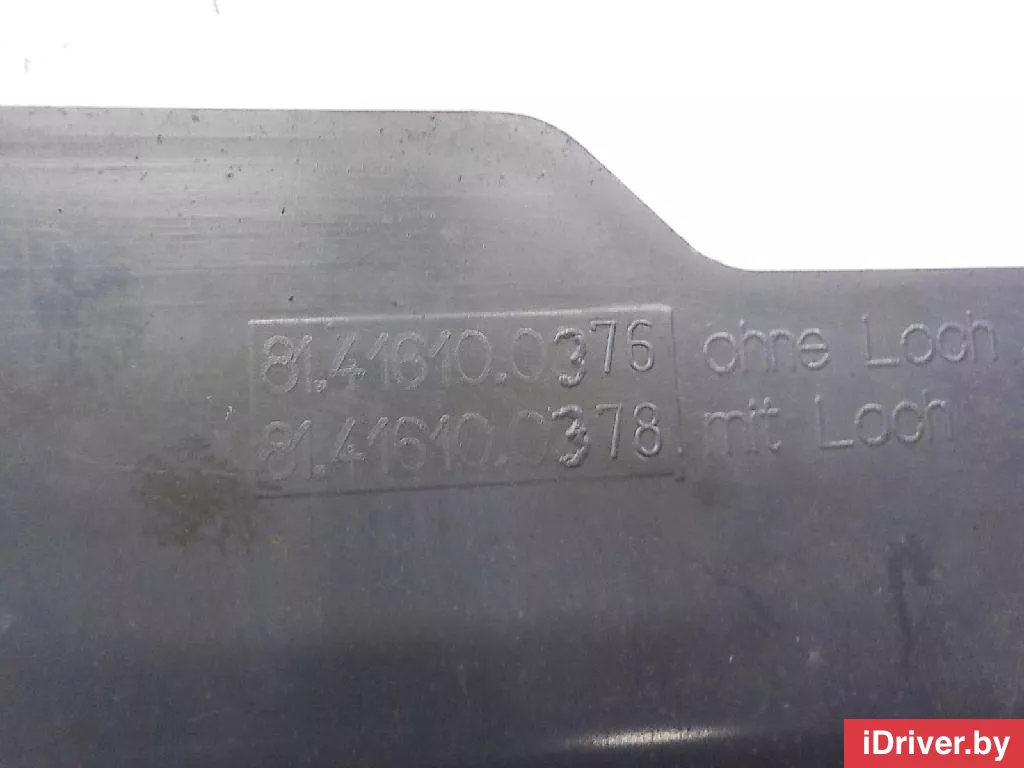 81.41610.0376 ohne Loch
81.41610.0378 mit Loch
iDriver.by